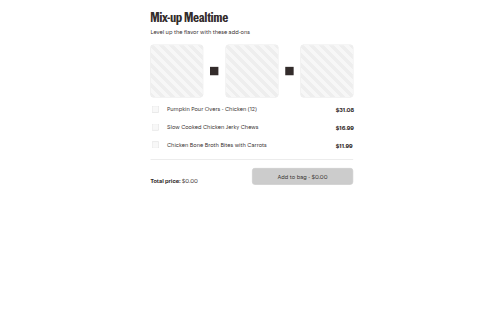 Mix-up Mealtime
Level up the flavor with these add-ons
Pumpkin Pour Overs - Chicken (12) $31.08
Slow Cooked Chicken Jerky Chews $16.99
Chicken Bone Broth Bites with Carrots $11.99
Total price: $0.00
Add to bag - $0.00